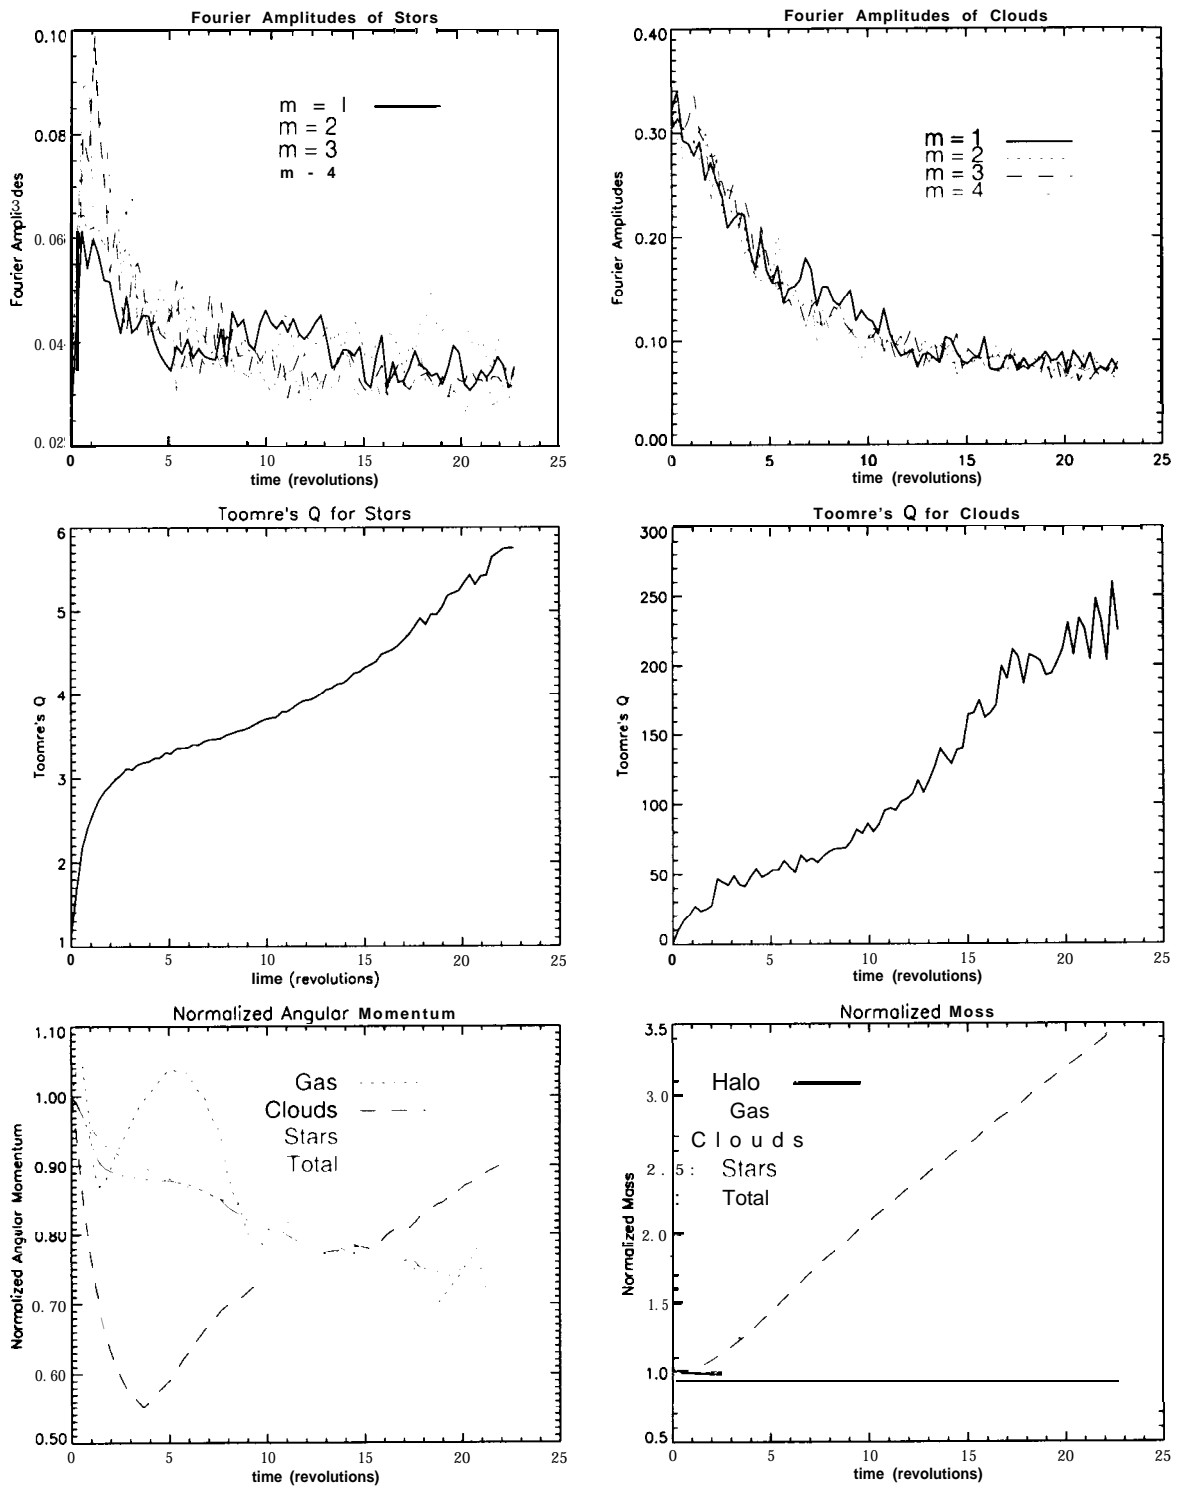 Fourier Amplitudes of Stors
0.10
0.08
0.06
0.04
0.02
Fourier Ampliωdes
m = l
m = 2
m = 3
m - 4
0 5 10 15 20 25
time (revolutions)
Fourier Amplitudes of Clouds
0.40
0.30
0.20
0.10
0.00
Fourier Amplitudes
m = 1
m = 2
m = 3
m = 4
0 5 10 15 20 25
time (revolutions)
Toomre's Q for Stars
6
5
4
3
2
1
Toomre's Q
0 5 10 15 20 25
lime (revolutions)
Toomre's Q for Clouds
300
250
200
150
100
50
0
Toomre's Q
0 5 10 15 20 25
time (revolutions)
Normalized Angular Momentum
1.10
1.00
0.90
0.80
0.70
0.60
0.50
Normalized Angular Momentum
Gas
Clouds
Stars
Total
0 5 10 15 20 25
time (revolutions)
Normalized Moss
3.5
3.0
2.5:
2.0
1.5
1.0
0.5
Normalized Mass
Halo
Gas
Clouds
Stars
Total
0 5 10 15 20 25
time (revolutions)